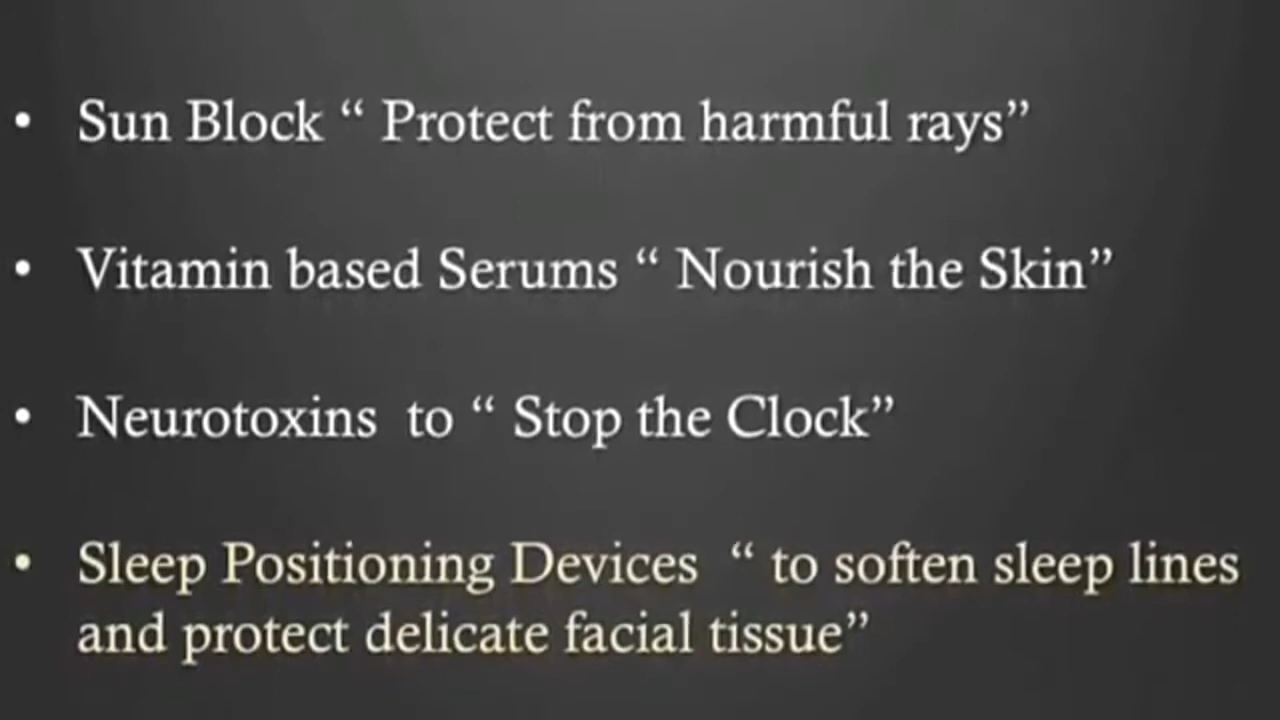 • Sun Block “ Protect from harmful rays”
• Vitamin based Serums “ Nourish the Skin”
• Neurotoxins  to “ Stop the Clock”
• Sleep Positioning Devices  “ to soften sleep lines
and protect delicate facial tissue”